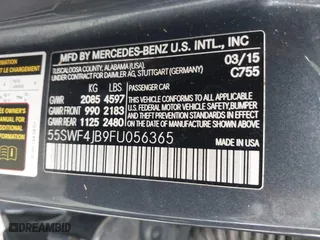 MFD BY MERCEDES-BENZ U.S. INTL., INC
TUSCALOOSA COUNTY, ALABAMA (USA)
UNDER CONTRACT FOR DAIMLER AG, STUTTGART (GERMANY)
03/15
C755
KG LBS
GVWR 2085 4597
GAWR FRONT 990 2183
GAWR REAR 1125 2480
THIS VEHICLE CONFORMS TO ALL APPLICABLE
U.S. FEDERAL MOTOR VEHICLE SAFETY, BUMPER,
AND THEFT PREVENTION STANDARDS IN EFFECT
ON THE DATE OF MANUFACTURE SHOWN ABOVE.
55SWF4JB9FU056365 PASSENGER CAR
MADE IN USA
DREAMBID